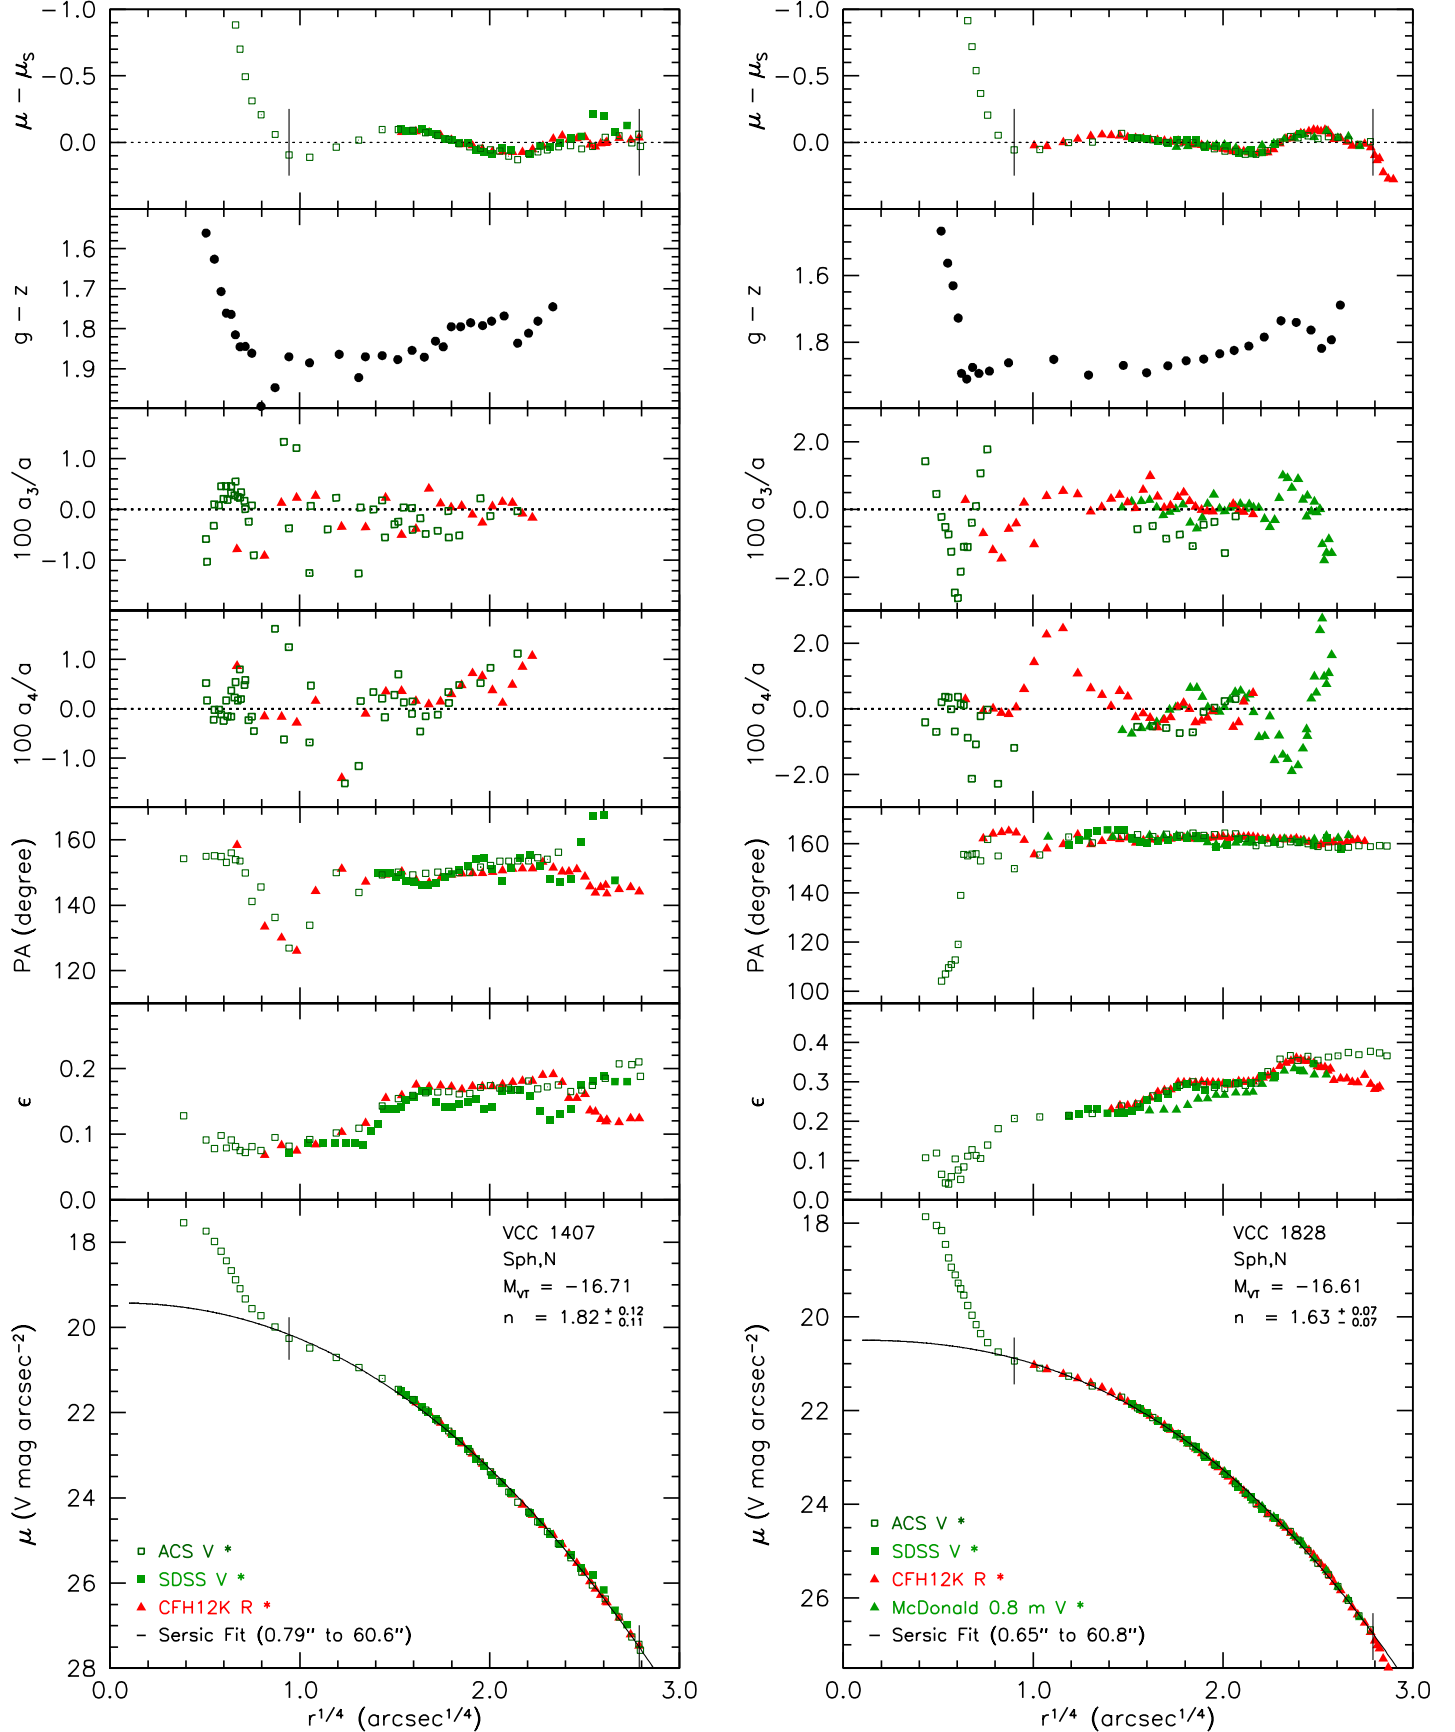 μ − μS
−1.0
−0.5
0.0
g − z
1.6
1.7
1.8
1.9
100 a3/a
1.0
0.0
−1.0
100 a4/a
1.0
0.0
−1.0
PA (degree)
160
140
120
ϵ
0.2
0.1
0.0
μ (V mag arcsec−2)
18
20
22
24
26
28
VCC 1407
Sph,N
MVT = −16.71
n = 1.82 + 0.12 − 0.11
ACS V *
SDSS V *
CFH12K R *
− Sersic Fit (0.79″ to 60.6″)
0.0 1.0 2.0 3.0
r1/4 (arcsec1/4)
μ − μS
−1.0
−0.5
0.0
g − z
1.6
1.8
100 a3/a
2.0
0.0
−2.0
100 a4/a
2.0
0.0
−2.0
PA (degree)
160
140
120
100
ϵ
0.4
0.3
0.2
0.1
0.0
μ (V mag arcsec−2)
18
20
22
24
26
VCC 1828
Sph,N
MVT = −16.61
n = 1.63 + 0.07 − 0.07
ACS V *
SDSS V *
CFH12K R *
McDonald 0.8 m V *
− Sersic Fit (0.65″ to 60.8″)
0.0 1.0 2.0 3.0
r1/4 (arcsec1/4)